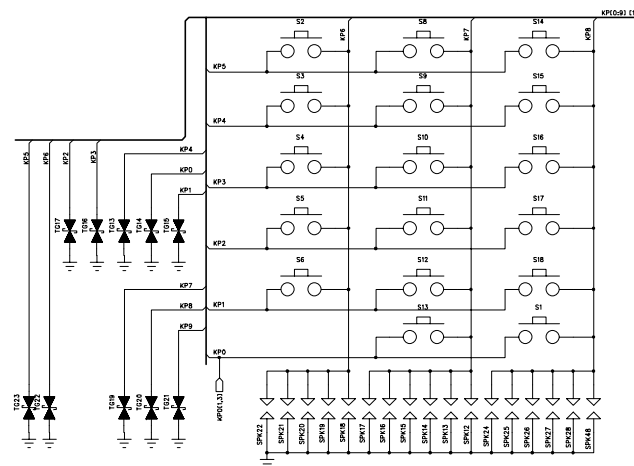 KP[0:9] [1
S2
S8
S14
KP6
KP7
KP8
KP5
S3
S9
S15
KP4
S4
S10
S16
KP5
KP6
KP2
KP3
KP4
KP0
KP3
KP1
S5
S11
S17
TG17
TG16
TG13
TG14
TG15
KP2
S6
S12
S18
KP7
KP8
KP1
KP9
S13
S1
KP0
KP0[1,3]
TG23
TG22
TG19
TG20
TG21
SPK22
SPK21
SPK20
SPK19
SPK18
SPK17
SPK16
SPK15
SPK14
SPK13
SPK12
SPK24
SPK25
SPK26
SPK27
SPK28
SPK48